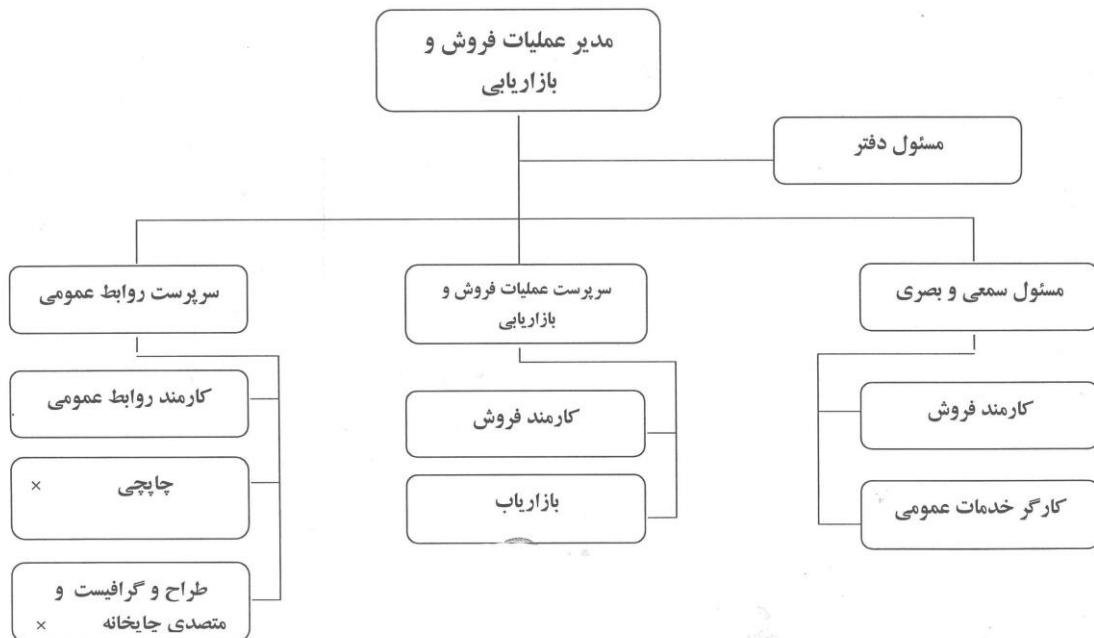 مدیر عملیات فروش و
بازاریابی
مسئول دفتر
مسئول سمعی و بصری
سرپرست عملیات فروش و
بازاریابی
سرپرست روابط عمومی
کارمند فروش
کارگر خدمات عمومی
کارمند فروش
بازاریاب
کارمند روابط عمومی
چاپچی ×
طراح و گرافیست و
متصدی چاپخانه ×